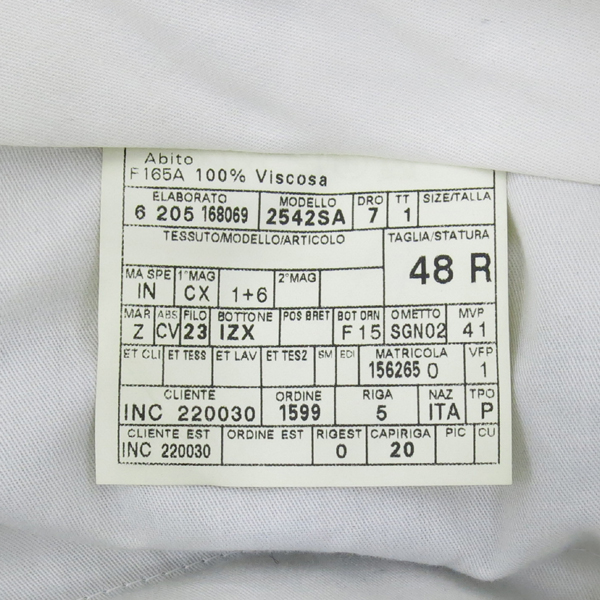 Abito
F165A 100% Viscosa
ELABORATO MODELLO DRO TT SIZE/TALLA
6 205 168069 2542SA 7 1
TESSUTO/MODELLO/ARTICOLO TAGLIA/STATURA
48 R
MA SPE 1°MAG 2°MAG
IN CX 1+6
MAR ABS FILO BOTTONE POS BRET BOT ORN OMETTO MVP
Z CV 23 IZX F15 SGN02 41
ET CLI ET TESS ET LAV ET TES2 SM EDI MATRICOLA VFP
156265 0 1
CLIENTE ORDINE RIGA NAZ TPO
INC 220030 1599 5 ITA P
CLIENTE EST ORDINE EST RIGEST CAPIRIGA PIC CU
INC 220030 0 20